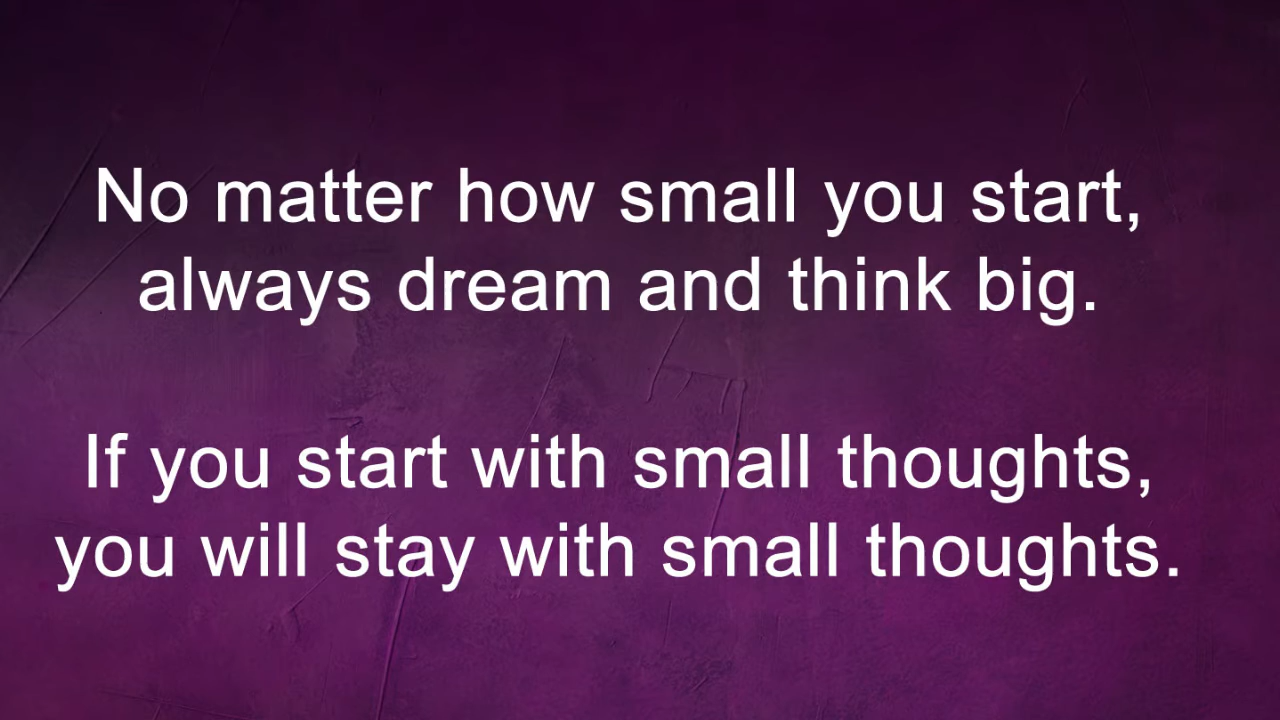 No matter how small you start,
always dream and think big.
If you start with small thoughts,
you will stay with small thoughts.